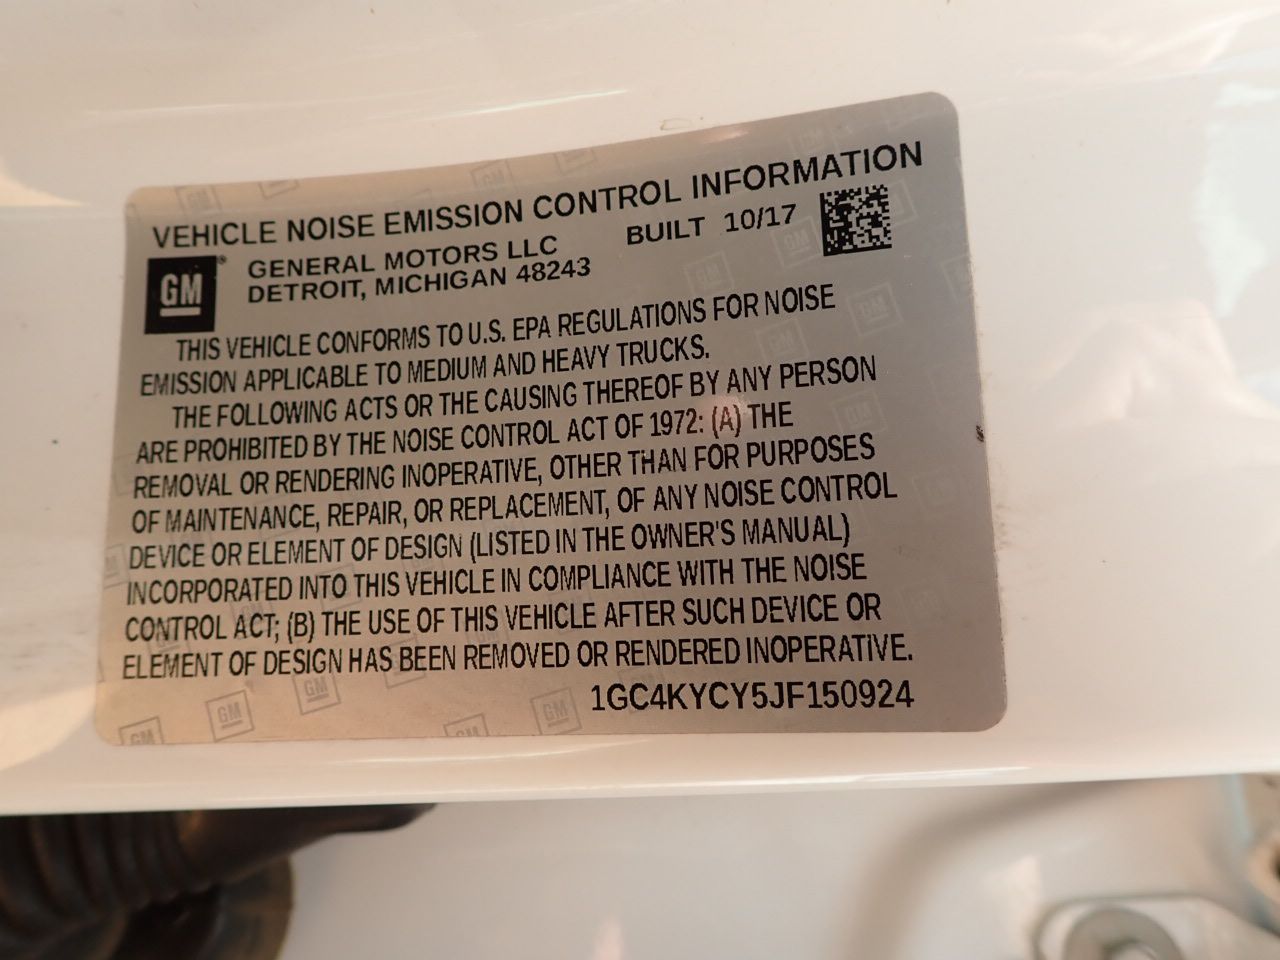 VEHICLE NOISE EMISSION CONTROL INFORMATION
GM®
GENERAL MOTORS LLC
DETROIT, MICHIGAN 48243
BUILT 10/17
THIS VEHICLE CONFORMS TO U.S. EPA REGULATIONS FOR NOISE
EMISSION APPLICABLE TO MEDIUM AND HEAVY TRUCKS.
THE FOLLOWING ACTS OR THE CAUSING THEREOF BY ANY PERSON
ARE PROHIBITED BY THE NOISE CONTROL ACT OF 1972: (A) THE
REMOVAL OR RENDERING INOPERATIVE, OTHER THAN FOR PURPOSES
OF MAINTENANCE, REPAIR, OR REPLACEMENT, OF ANY NOISE CONTROL
DEVICE OR ELEMENT OF DESIGN (LISTED IN THE OWNER'S MANUAL)
INCORPORATED INTO THIS VEHICLE IN COMPLIANCE WITH THE NOISE
CONTROL ACT; (B) THE USE OF THIS VEHICLE AFTER SUCH DEVICE OR
ELEMENT OF DESIGN HAS BEEN REMOVED OR RENDERED INOPERATIVE.
1GC4KYCY5JF150924